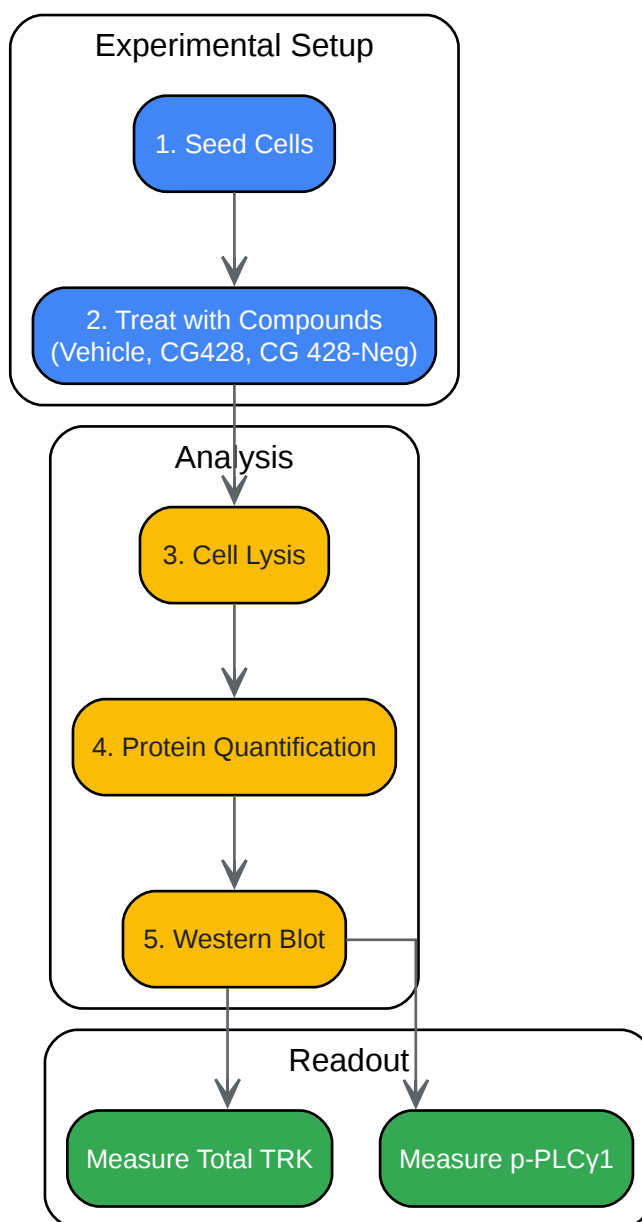 Experimental Setup
1. Seed Cells
2. Treat with Compounds
(Vehicle, CG428, CG 428-Neg)
Analysis
3. Cell Lysis
4. Protein Quantification
5. Western Blot
Readout
Measure Total TRK
Measure p-PLCγ1